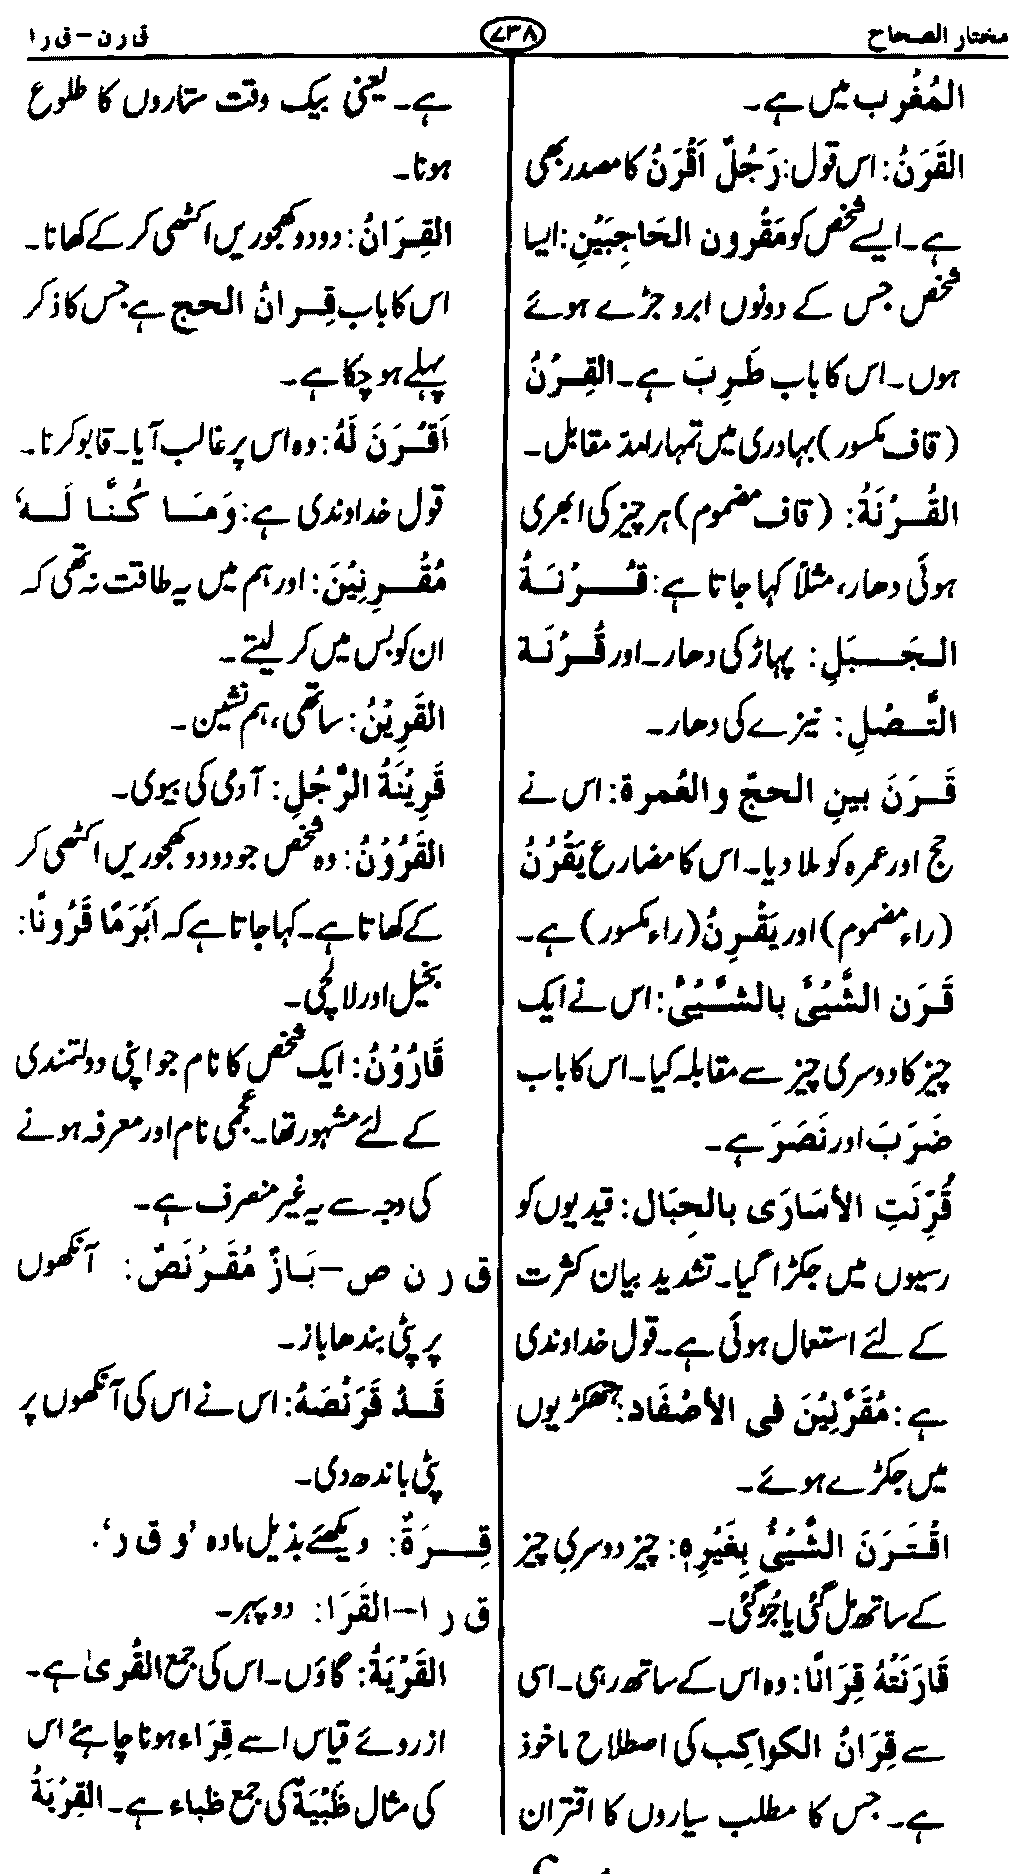 مختار الصحاح
۷۳۸
ق ر ن – ق ر ا
المُغْرِب میں ہے۔
القَرَنُ: اس قول: رَجُلٌ اَقْرَنُ کا مصدر بھی
ہے۔ ایسے شخص کو مَقْرون الحَاجِبَيْنِ: ایسا
شخص جس کے دونوں ابرو جڑے ہوئے
ہوں۔ اس کا باب طَرِبَ ہے۔ القِرْنُ
(قاف مکسور) بہادری میں تمہارا مدّ مقابل۔
القُرْنَةُ: (قاف مضموم) ہر چیز کی ابھری
ہوئی دھار، مثلاً کہا جاتا ہے: قُرْنَةُ
الجَبَلِ: پہاڑ کی دھار۔ اور قُرْنَة
النَّصْلِ: نیزے کی دھار۔
قَرَنَ بينِ الحجّ والعُمرة: اس نے
حج اور عمرہ کو ملا دیا۔ اس کا مضارع يَقْرُنُ
(راء مضموم) اور يَقْرِنُ (راء مکسور) ہے۔
قَرَن الشَّيْئَ بالشَّيْئُ: اس نے ایک
چیز کا دوسری چیز سے مقابلہ کیا۔ اس کا باب
ضَرَبَ اور نَصَرَ ہے۔
قُرِّنَتِ الأسَارَى بالحِبَال: قیدیوں کو
رسیوں میں جکڑا گیا۔ تشدید بیان کثرت
کے لئے استعمال ہوئی ہے۔ قول خداوندی
ہے: مُقَرَّنِيْنَ فى الأصْفَاد: ہتھکڑیوں
میں جکڑے ہوئے۔
اقْتَرَنَ الشَّيْئُ بِغَيْرِهِ: چیز دوسری چیز
کے ساتھ مل گئی یا جُڑ گئی۔
قَارَنْتُهُ قِرَانًا: وہ اس کے ساتھ رہی۔ اسی
سے قِرَانُ الكواكِب کی اصطلاح ماخوذ
ہے۔ جس کا مطلب سیاروں کا اقتران
ہے۔ یعنی بیک وقت ستاروں کا طلوع
ہونا۔
القِرَانُ: دو دو کھجوریں اکٹھی کر کے کھانا۔
اس کا باب قِرانُ الحج ہے جس کا ذکر
پہلے ہو چکا ہے۔
اَقْرَنَ لَهُ: وہ اس پر غالب آیا۔ قابو کرنا۔
قول خداوندی ہے: وَمَا كُنَّا لَهٗ
مُقْرِنِيْنَ: اور ہم میں یہ طاقت نہ تھی کہ
ان کو بس میں کر لیتے۔
القَرِيْنُ: ساتھی، ہم نشین۔
قَرِيْنَةُ الرَّجُلِ: آدمی کی بیوی۔
القَرُوْنُ: وہ شخص جو دو دو کھجوریں اکٹھی کر
کے کھاتا ہے۔ کہا جاتا ہے کہ اَبَرَمًا قَرُونًا:
بخیل اور لالچی۔
قَارُوْنُ: ایک شخص کا نام جو اپنی دولتمندی
کے لئے مشہور تھا۔ عجمی نام اور معرفہ ہونے
کی وجہ سے یہ غیر منصرف ہے۔
ق ر ن ص – بَازٌ مُقَرْنَصٌ: آنکھوں
پر پٹی بندھا باز۔
قَدْ قَرْنَصَهُ: اس نے اس کی آنکھوں پر
پٹی باندھ دی۔
قِرَةٌ: دیکھئے بذیل مادہ ’و ق ر‘۔
ق ر ا – القَرَا: دوپہر۔
القَرْيَةُ: گاؤں۔ اس کی جمع القُرىٰ ہے۔
ازروئے قیاس اسے قِرَاء ہونا چاہئے اس
کی مثال ظَبْيَةٌ کی جمع ظباء ہے۔ القِرْيَةُ